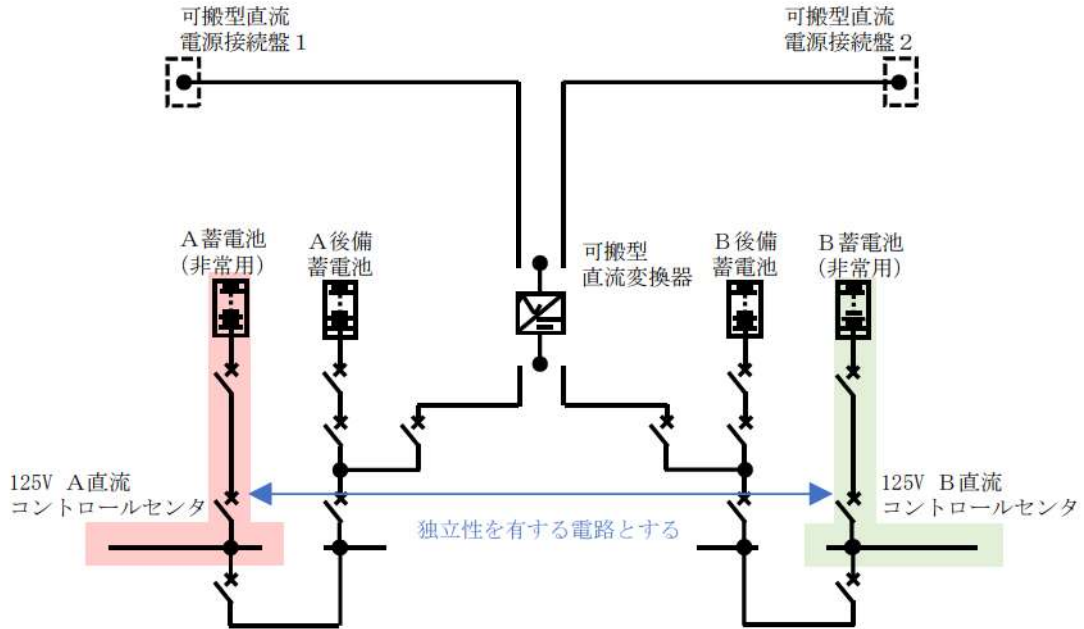 可搬型直流
電源接続盤１
可搬型直流
電源接続盤２
Ａ蓄電池
(非常用)
Ａ後備
蓄電池
可搬型
直流変換器
Ｂ後備
蓄電池
Ｂ蓄電池
(非常用)
125V Ａ直流
コントロールセンタ
独立性を有する電路とする
125V Ｂ直流
コントロールセンタ